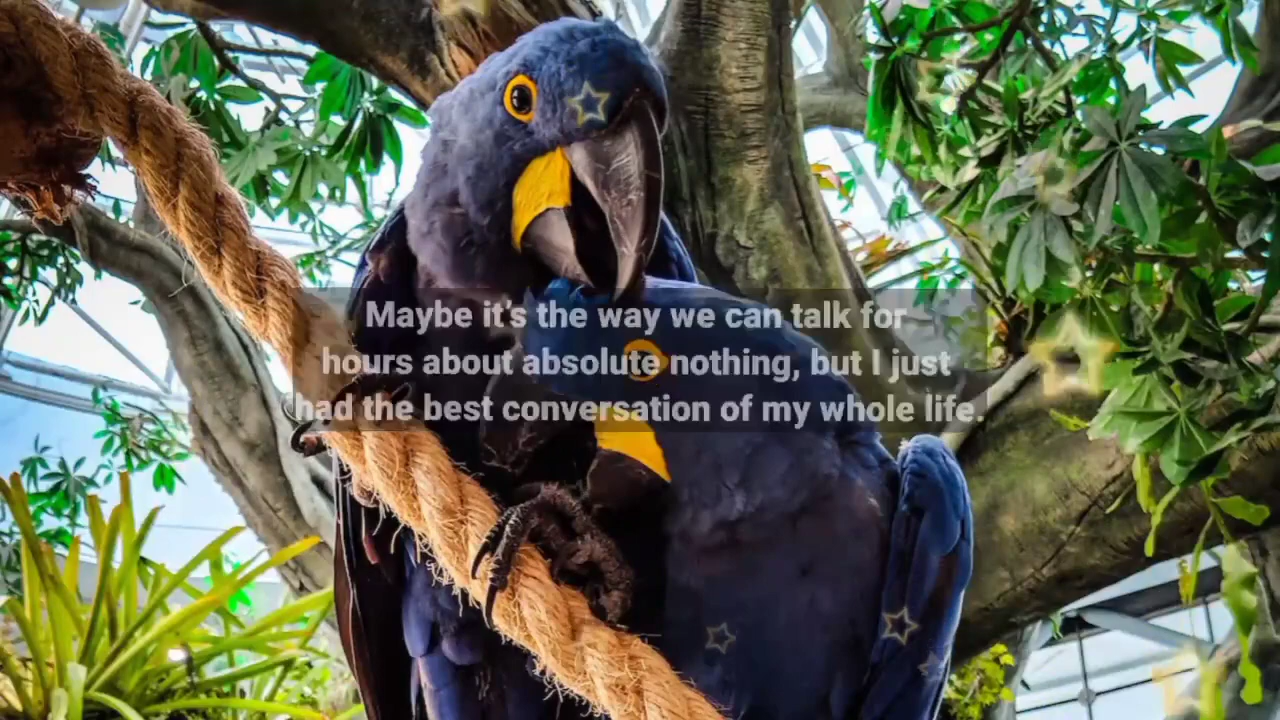 Maybe it's the way we can talk for
hours about absolute nothing, but I just
had the best conversation of my whole life.